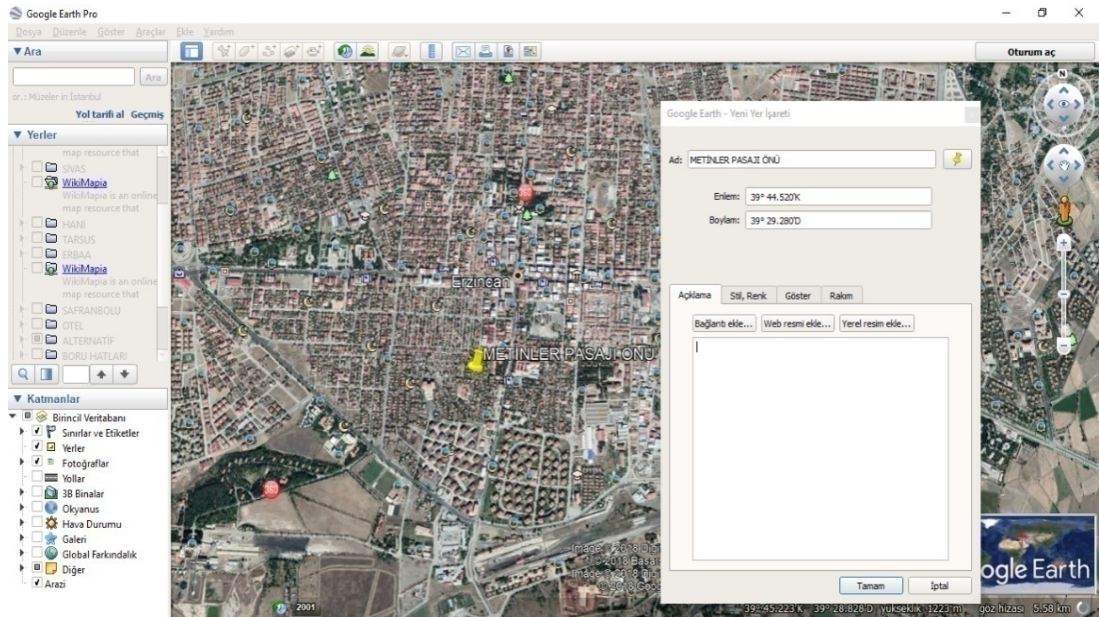 Google Earth Pro
Dosya Düzenle Göster Araçlar Ekle Yardım
Ara
Ara
ör.: Müzeler in Istanbul
Yol tarifi al Geçmiş
Yerler
map resource that
SİVAS
WikiMapia
WikiMapia is an online
map resource that
HANİ
TARSUS
ERBAA
WikiMapia
WikiMapia is an online
map resource that
SAFRANBOLU
OTEL
ALTERNATİF
BORU HATLARI
Katmanlar
Birincil Veritabanı
Sınırlar ve Etiketler
Yerler
Fotoğraflar
Yollar
3B Binalar
Okyanus
Hava Durumu
Galeri
Global Farkındalık
Diğer
Arazi
Oturum aç
N
Erzincan
METİNLER PASAJI ÖNÜ
2001
Google Earth - Yeni Yer İşareti
Ad: METİNLER PASAJI ÖNÜ
Enlem: 39° 44.520'K
Boylam: 39° 29.280'D
Açıklama Stil, Renk Göster Rakım
Bağlantı ekle... Web resmi ekle... Yerel resim ekle...
Tamam İptal
ogle Earth
39° 45.223'K 39° 28.828'D yükseklik 1223 m göz hizası 5.58 km